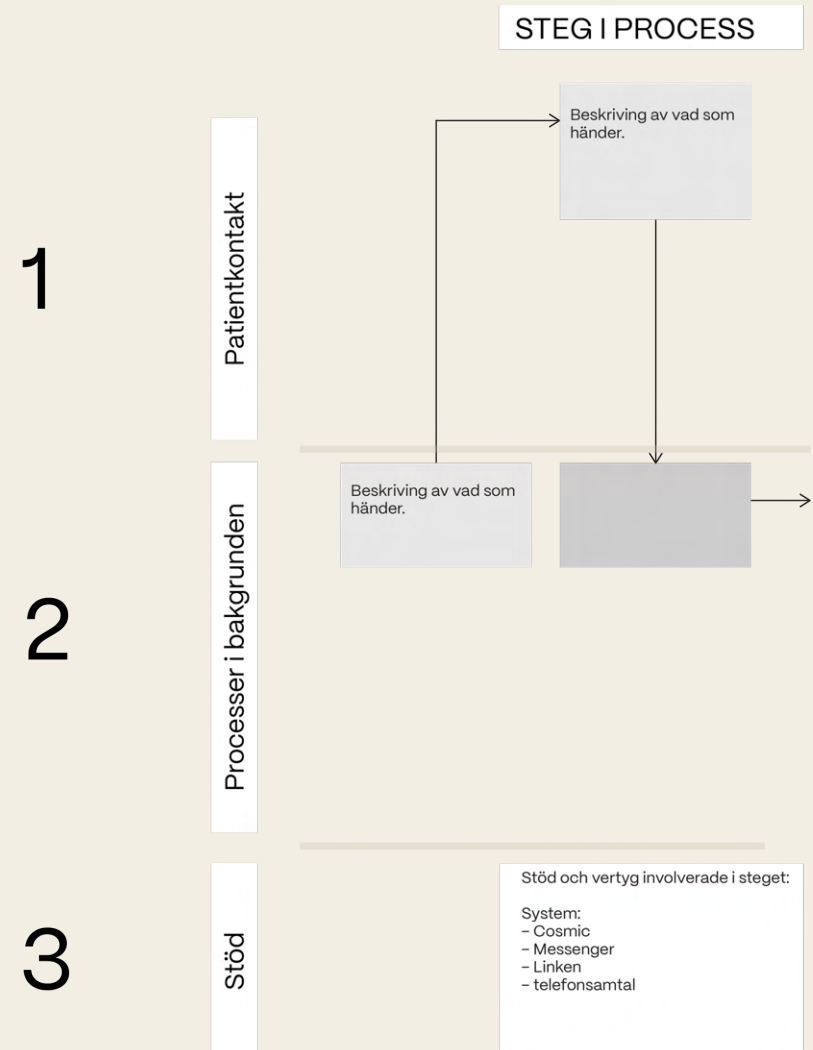 STEG I PROCESS
1
Patientkontakt
Beskriving av vad som
händer.
2
Processer i bakgrunden
Beskriving av vad som
händer.
3
Stöd
Stöd och vertyg involverade i steget:
System:
– Cosmic
– Messenger
– Linken
– telefonsamtal